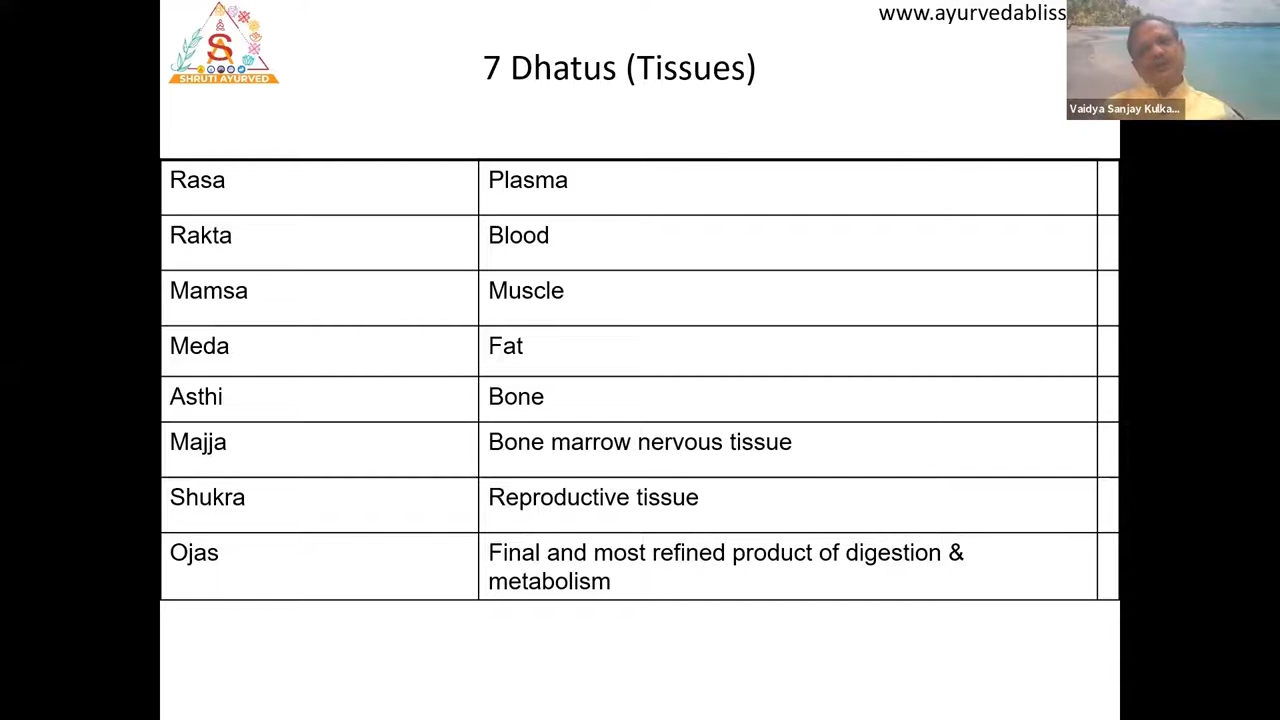 www.ayurvedabliss
SHRUTI AYURVED
7 Dhatus (Tissues)
Vaidya Sanjay Kulka...
Rasa Plasma
Rakta Blood
Mamsa Muscle
Meda Fat
Asthi Bone
Majja Bone marrow nervous tissue
Shukra Reproductive tissue
Ojas Final and most refined product of digestion &
metabolism